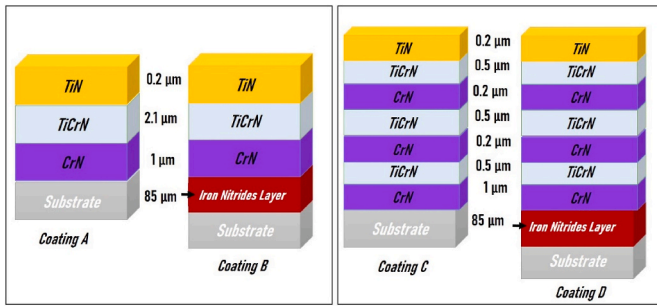 TiN
TiCrN
CrN
Substrate
Coating A
0.2 µm
2.1 µm
1 µm
85 µm
TiN
TiCrN
CrN
Iron Nitrides Layer
Substrate
Coating B
TiN
TiCrN
CrN
TiCrN
CrN
TiCrN
CrN
Substrate
Coating C
0.2 µm
0.5 µm
0.2 µm
0.5 µm
0.2 µm
0.5 µm
1 µm
85 µm
TiN
TiCrN
CrN
TiCrN
CrN
TiCrN
CrN
Iron Nitrides Layer
Substrate
Coating D